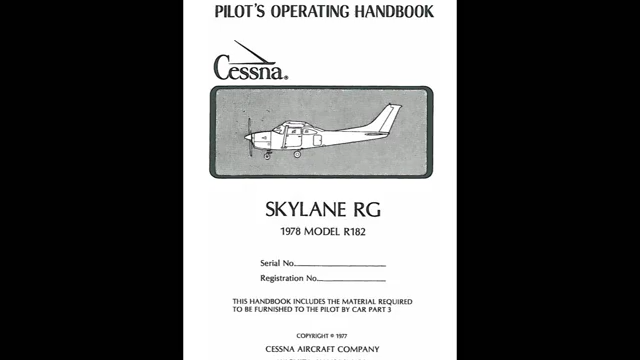 PILOT'S OPERATING HANDBOOK
Cessna®
SKYLANE RG
1978 MODEL R182
Serial No.
Registration No.
THIS HANDBOOK INCLUDES THE MATERIAL REQUIRED
TO BE FURNISHED TO THE PILOT BY CAR PART 3
COPYRIGHT © 1977
CESSNA AIRCRAFT COMPANY